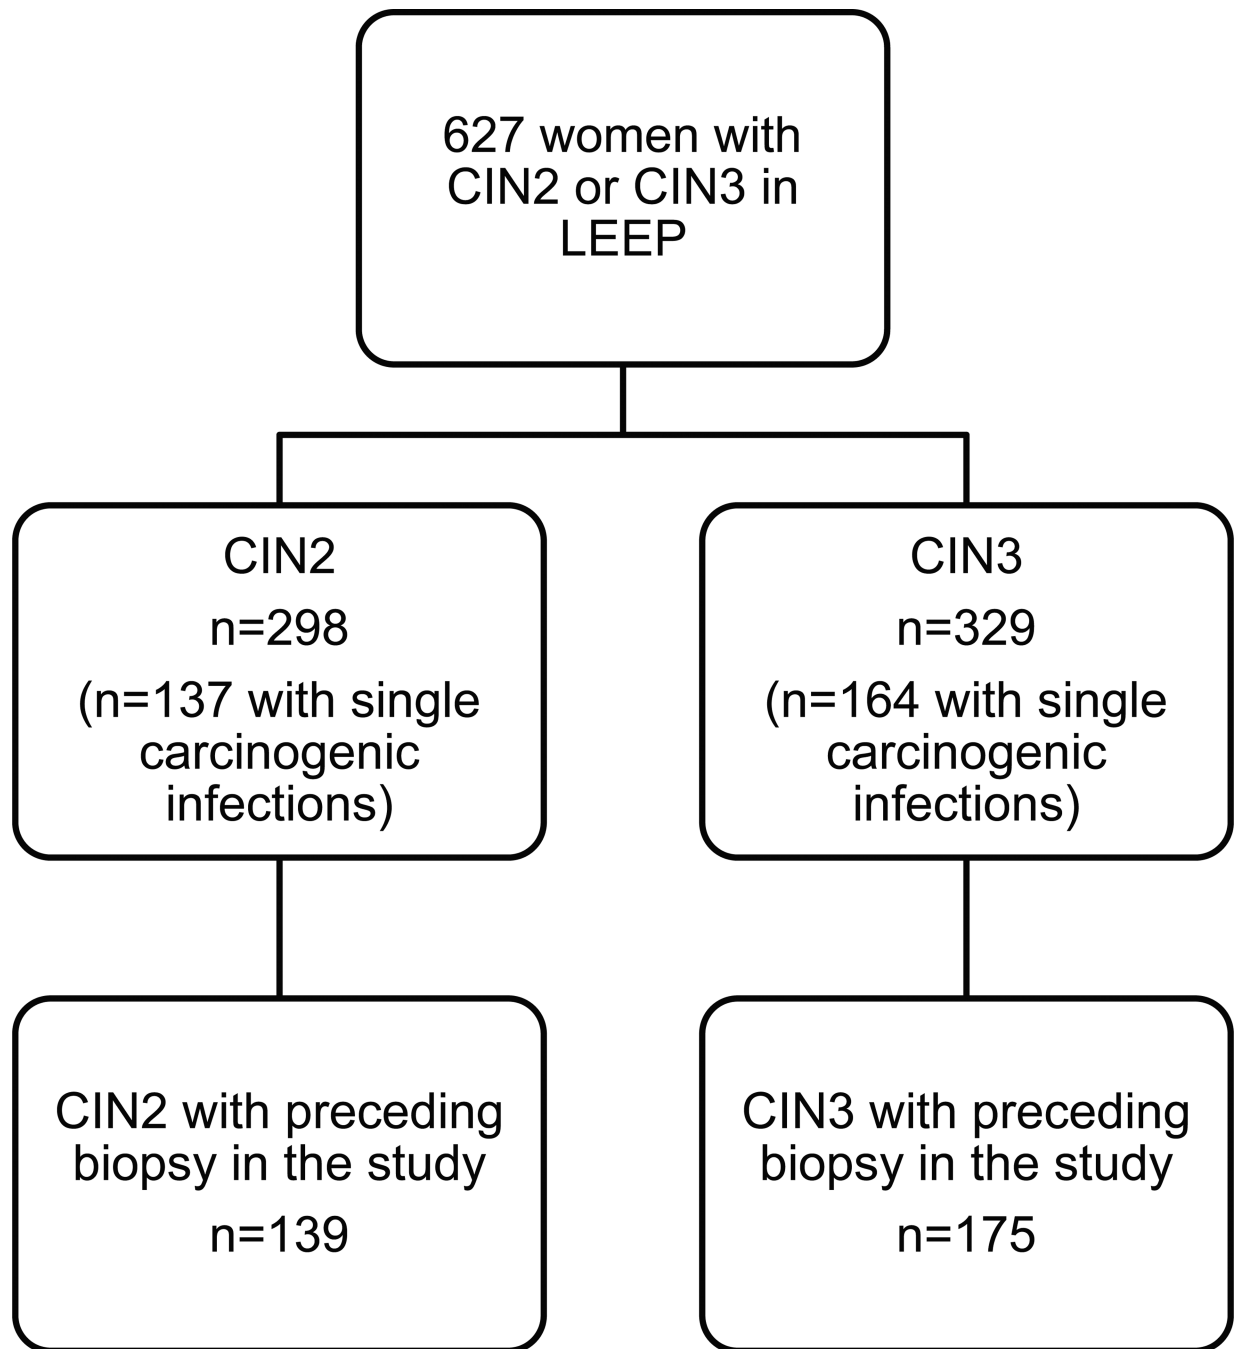 627 women with
CIN2 or CIN3 in
LEEP
CIN2
n=298
(n=137 with single
carcinogenic
infections)
CIN3
n=329
(n=164 with single
carcinogenic
infections)
CIN2 with preceding
biopsy in the study
n=139
CIN3 with preceding
biopsy in the study
n=175